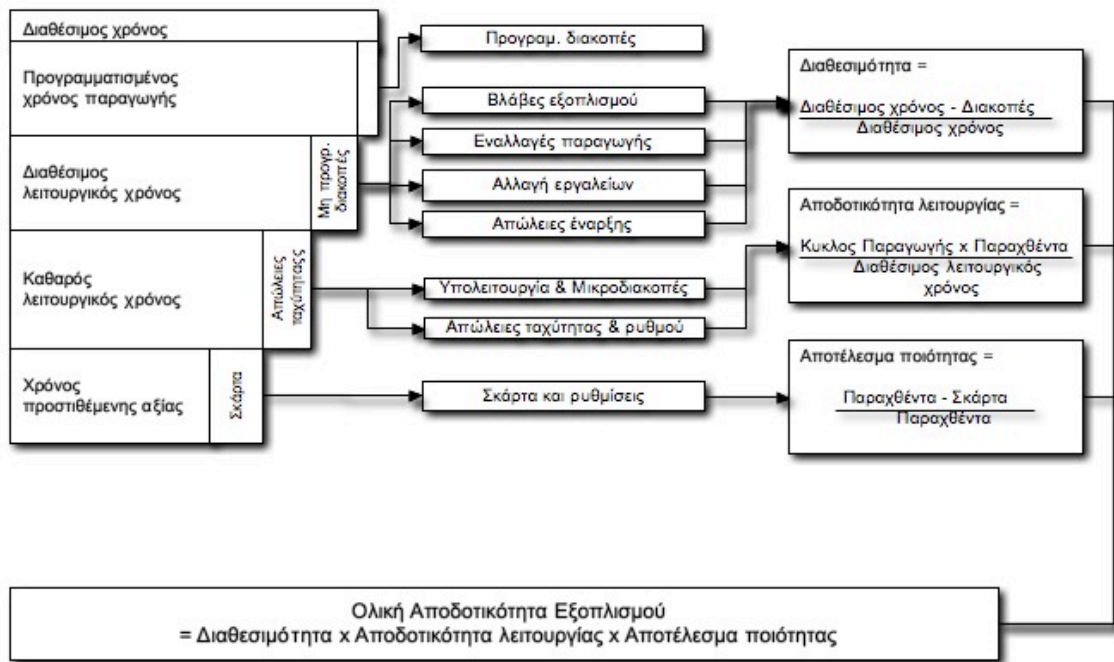 Διαθέσιμος χρόνος
Προγραμματισμένος
χρόνος παραγωγής
Διαθέσιμος
λειτουργικός χρόνος
Μη προγρ.
διακοπές
Καθαρός
λειτουργικός χρόνος
Απώλειες
ταχύτηταςς
Χρόνος
προστιθέμενης αξίας
Σκάρτα
Προγραμ. διακοπές
Βλάβες εξοπλισμού
Εναλλαγές παραγωγής
Αλλαγή εργαλείων
Απώλειες έναρξης
Υπολειτουργία & Μικροδιακοπές
Απώλειες ταχύτητας & ρυθμού
Σκάρτα και ρυθμίσεις
Διαθεσιμότητα =
Διαθέσιμος χρόνος - Διακοπές
Διαθέσιμος χρόνος
Αποδοτικότητα λειτουργίας =
Κυκλος Παραγωγής x Παραχθέντα
Διαθέσιμος λειτουργικός
χρόνος
Αποτέλεσμα ποιότητας =
Παραχθέντα - Σκάρτα
Παραχθέντα
Ολική Αποδοτικότητα Εξοπλισμού
= Διαθεσιμότητα x Αποδοτικότητα λειτουργίας x Αποτέλεσμα ποιότητας